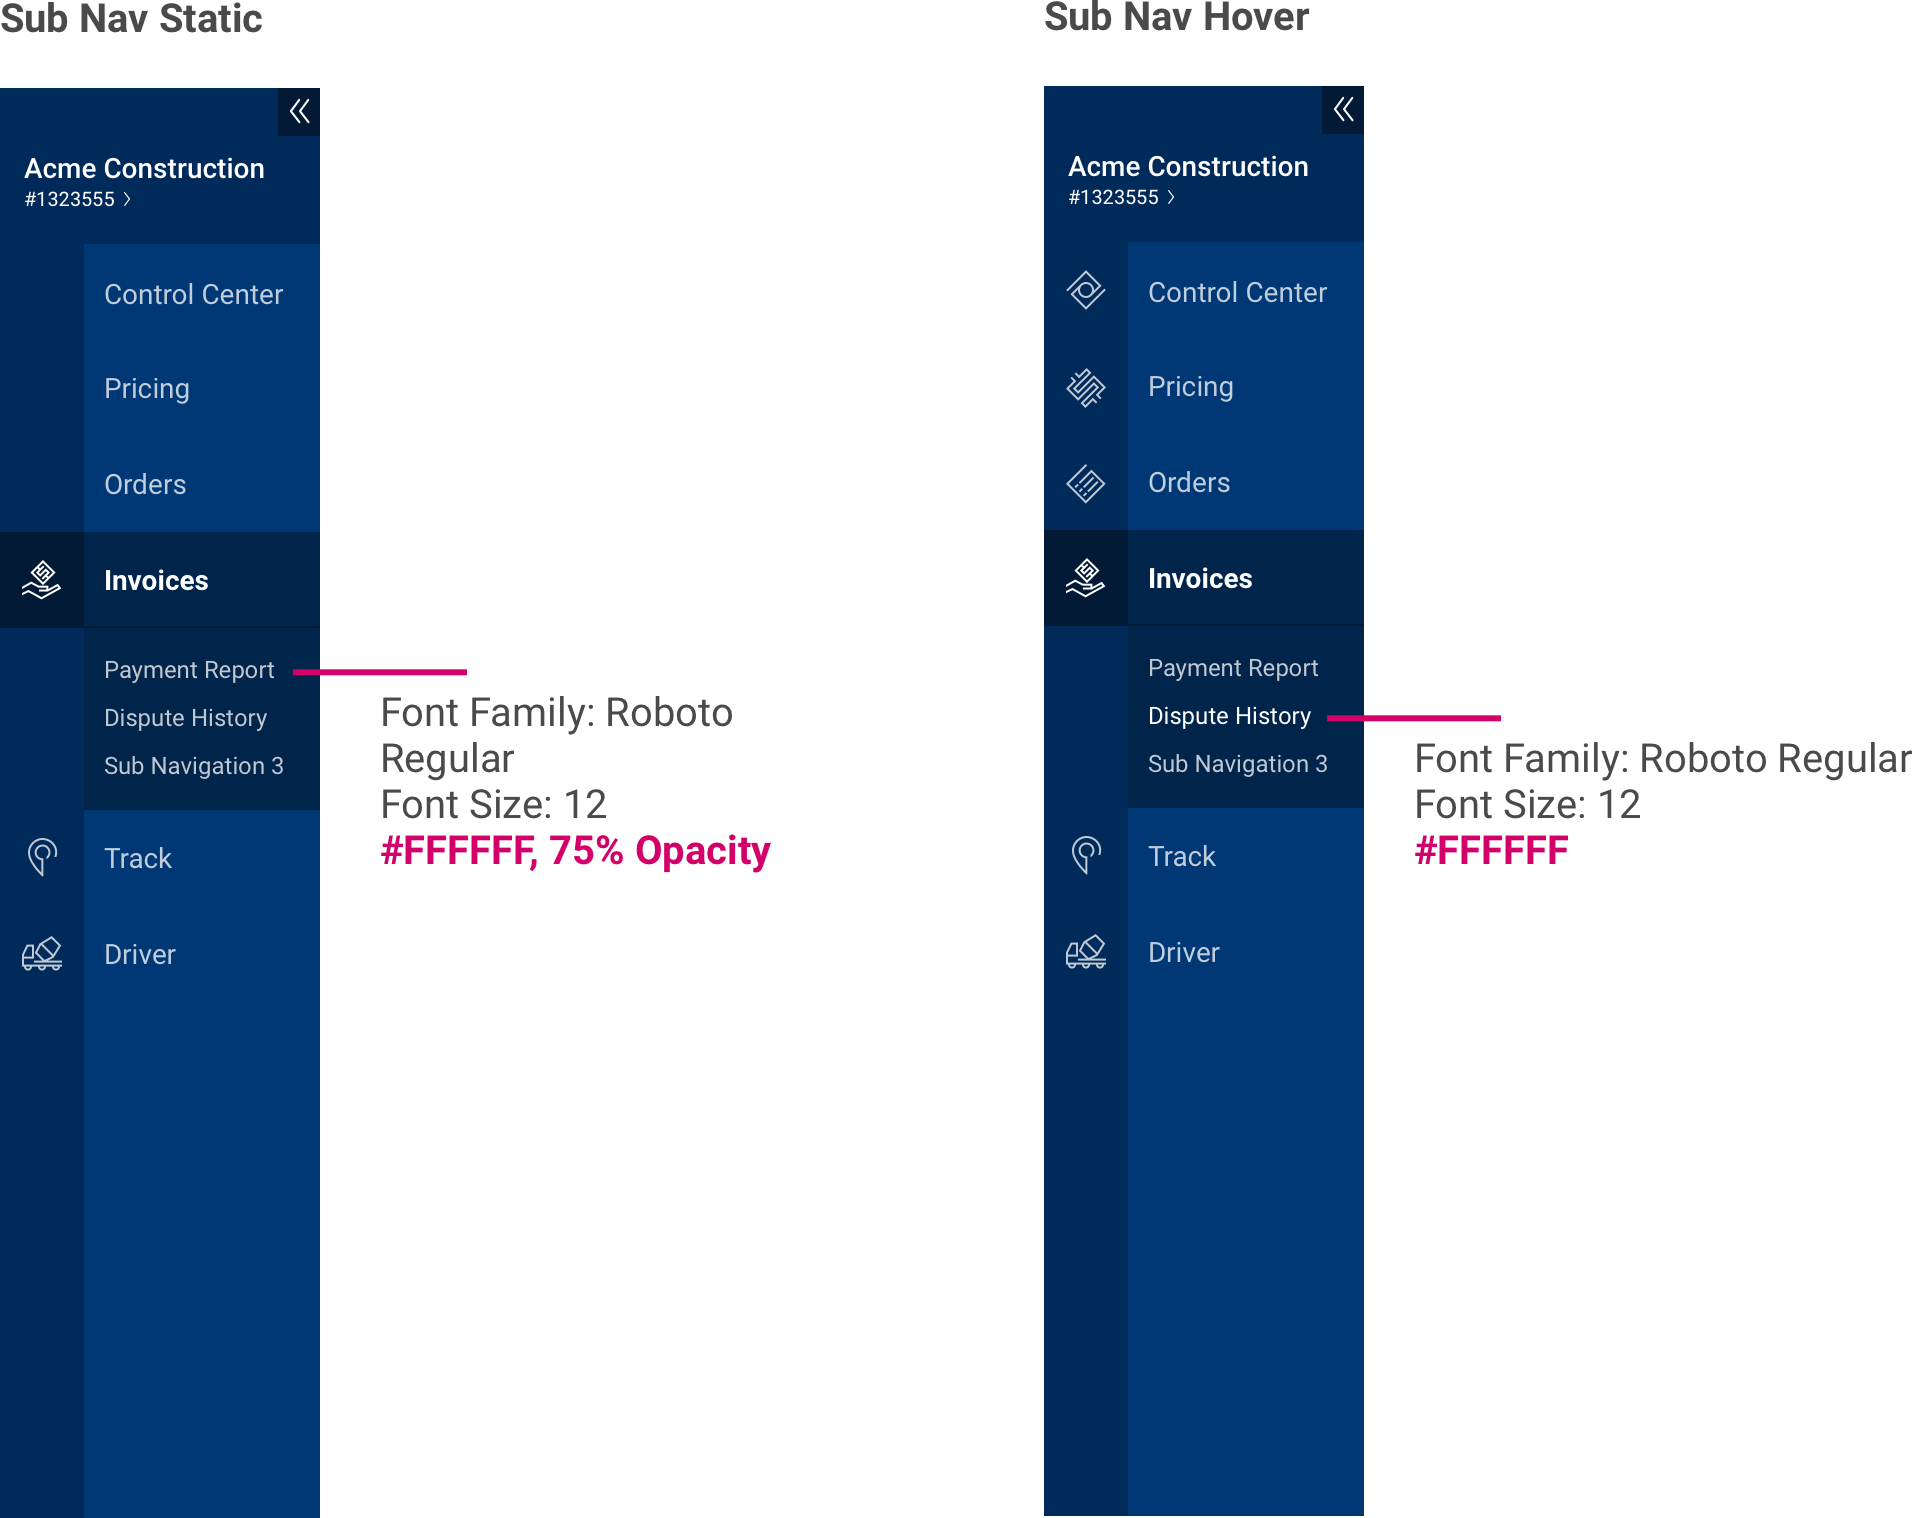 Sub Nav Static
Acme Construction
#1323555
Control Center
Pricing
Orders
Invoices
Payment Report
Dispute History
Sub Navigation 3
Track
Driver
Font Family: Roboto
Regular
Font Size: 12
#FFFFFF, 75% Opacity
Sub Nav Hover
Acme Construction
#1323555
Control Center
Pricing
Orders
Invoices
Payment Report
Dispute History
Sub Navigation 3
Track
Driver
Font Family: Roboto Regular
Font Size: 12
#FFFFFF